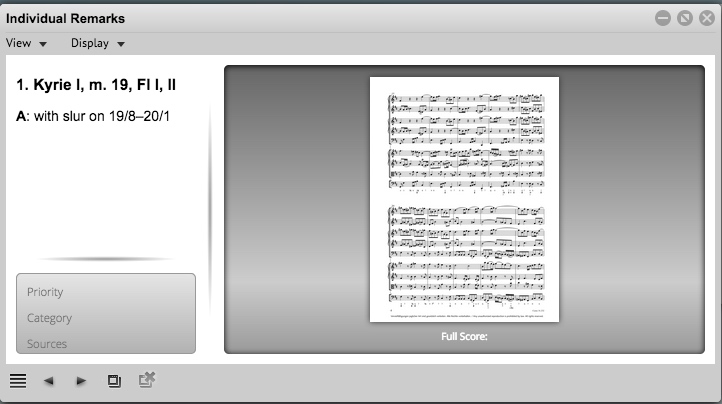 Individual Remarks
View Display
1. Kyrie I, m. 19, Fl I, II
A: with slur on 19/8–20/1
Priority
Category
Sources
Full Score: